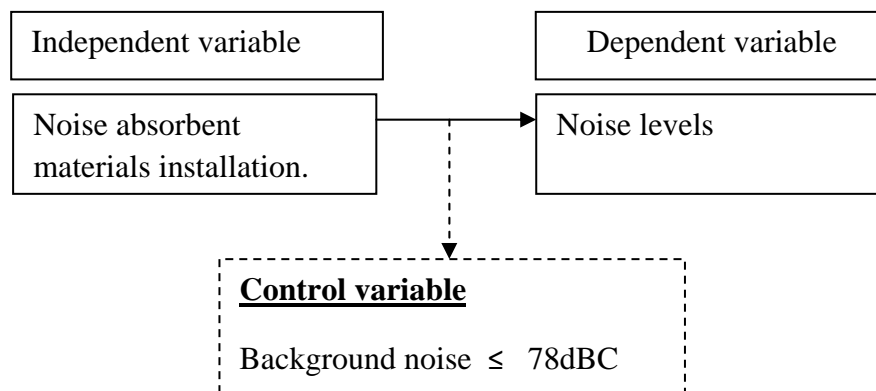 Independent variable
Dependent variable
Noise absorbent
materials installation.
Noise levels
Control variable
Background noise ≤ 78dBC